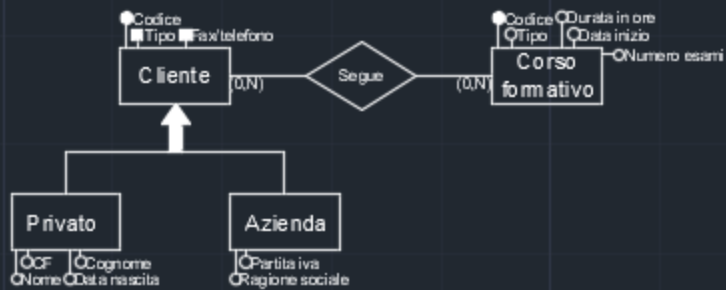 Codice
Tipo Fax/telefono
Cliente
(0,N)
Segue
(0,N)
Codice Durata in ore
Tipo Data inizio
Numero esami
Corso
formativo
Privato
CF Cognome
Nome Data nascita
Azienda
Partita iva
Ragione sociale